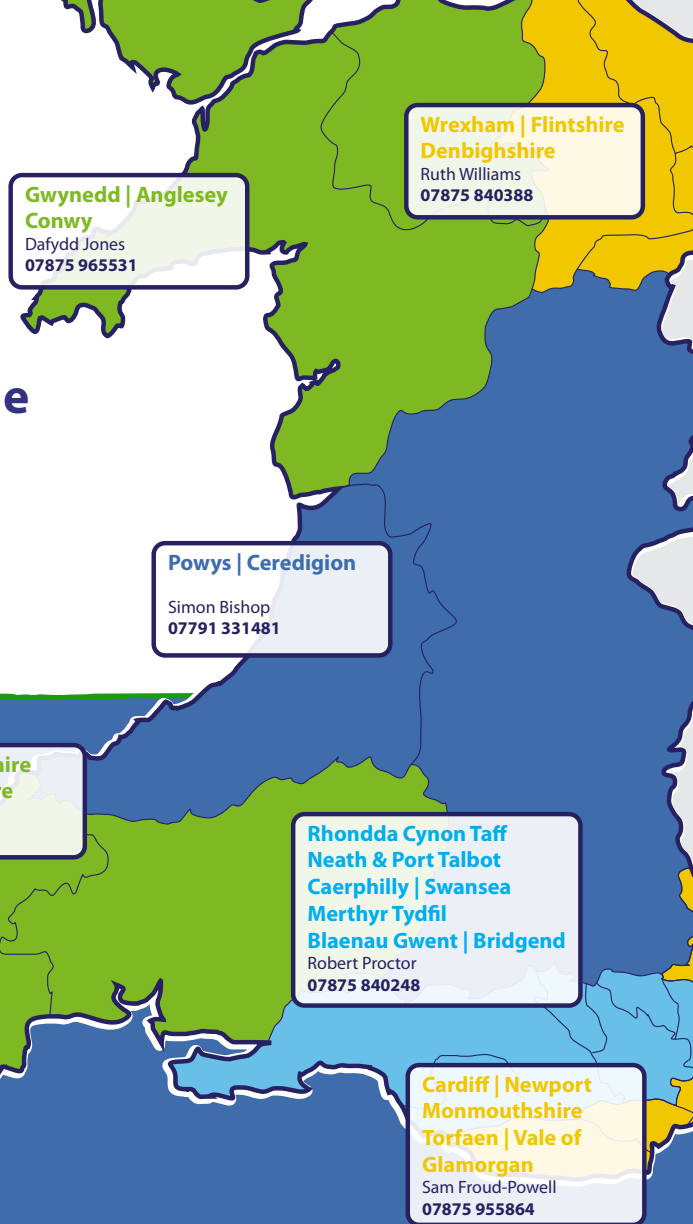 Wrexham | Flintshire
Denbighshire
Ruth Williams
07875 840388
Gwynedd | Anglesey
Conwy
Dafydd Jones
07875 965531
e
Powys | Ceredigion
Simon Bishop
07791 331481
ire
re
Rhondda Cynon Taff
Neath & Port Talbot
Caerphilly | Swansea
Merthyr Tydfil
Blaenau Gwent | Bridgend
Robert Proctor
07875 840248
Cardiff | Newport
Monmouthshire
Torfaen | Vale of
Glamorgan
Sam Froud-Powell
07875 955864